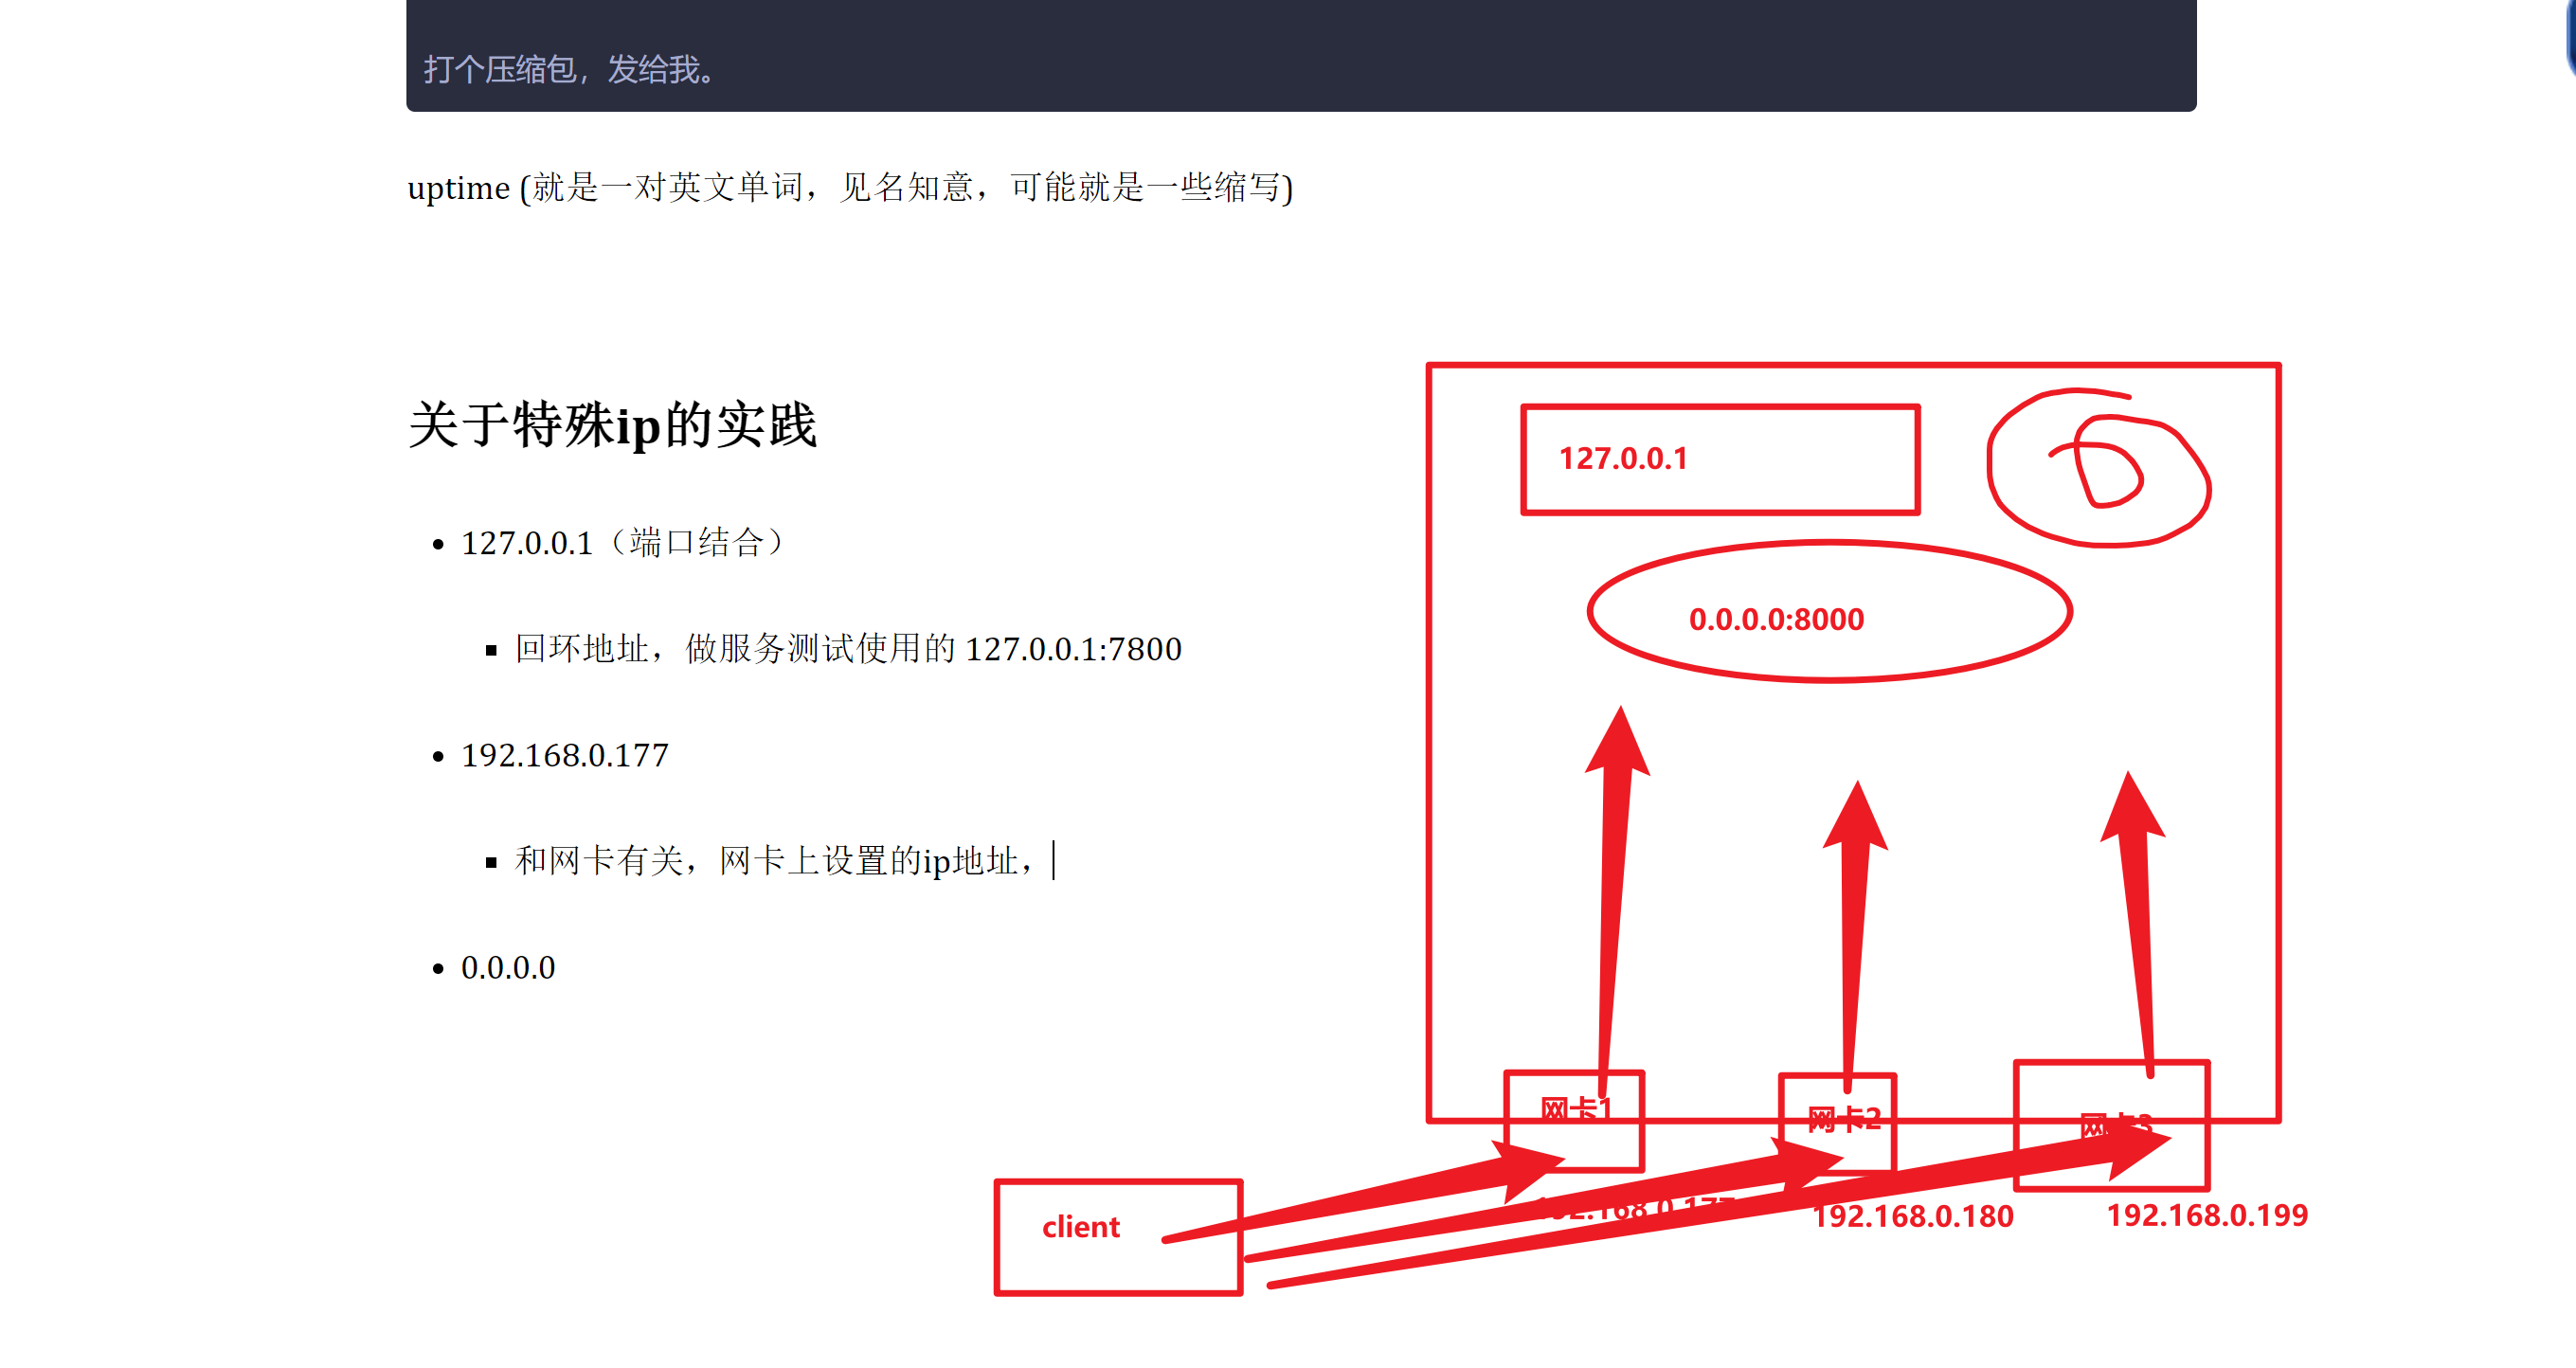 打个压缩包，发给我。
uptime (就是一对英文单词，见名知意，可能就是一些缩写)
关于特殊ip的实践
127.0.0.1（端口结合）
回环地址，做服务测试使用的 127.0.0.1:7800
192.168.0.177
和网卡有关，网卡上设置的ip地址，
0.0.0.0
127.0.0.1
0.0.0.0:8000
网卡1
网卡2
网卡3
client
192.168.0.177
192.168.0.180
192.168.0.199